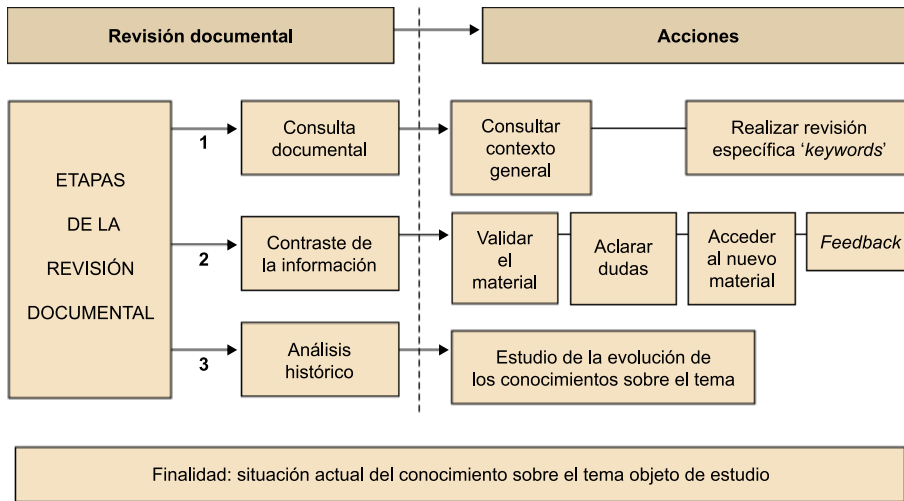 Revisión documental
Acciones
ETAPAS
DE LA
REVISIÓN
DOCUMENTAL
1
Consulta
documental
Consultar
contexto
general
Realizar revisión
específica ‘keywords’
2
Contraste de
la información
Validar
el
material
Aclarar
dudas
Acceder
al nuevo
material
Feedback
3
Análisis
histórico
Estudio de la evolución de
los conocimientos sobre el tema
Finalidad: situación actual del conocimiento sobre el tema objeto de estudio